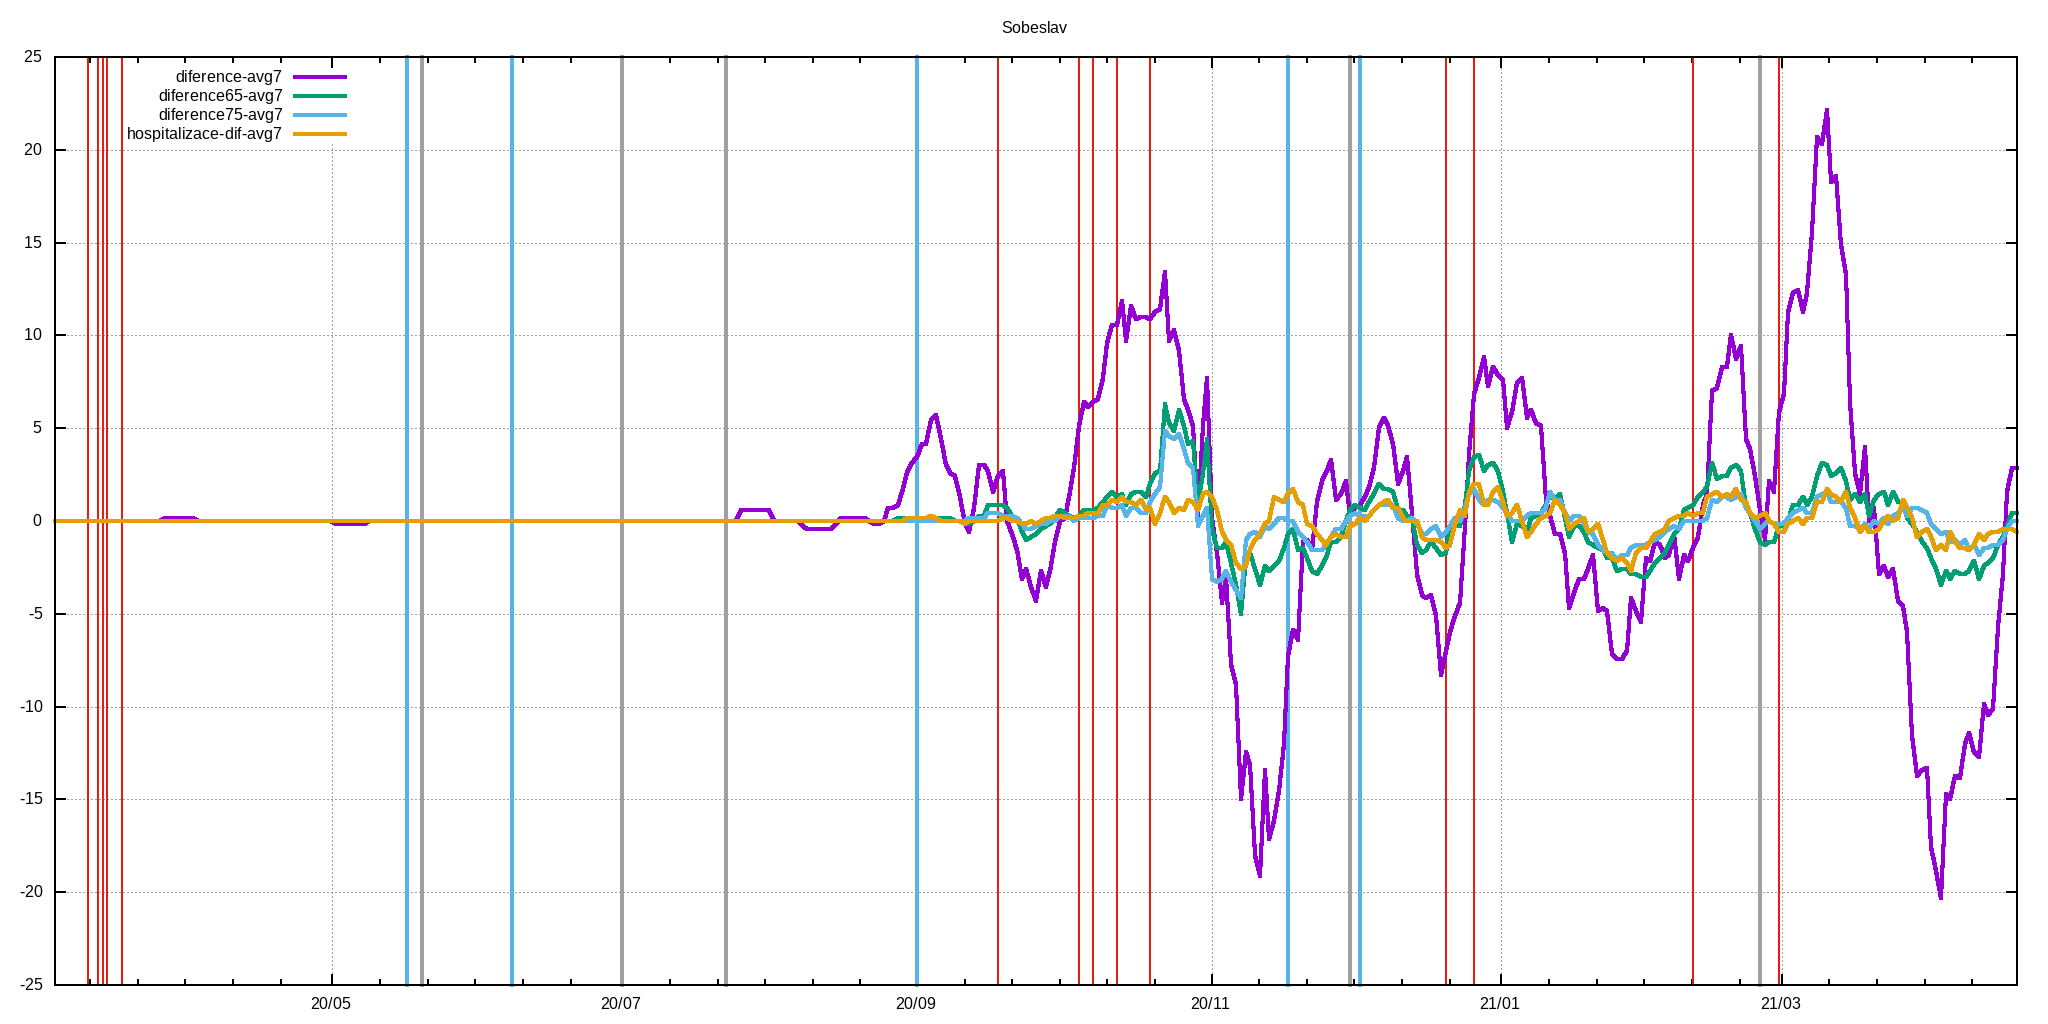 Sobeslav
25
diference-avg7
diference65-avg7
diference75-avg7
hospitalizace-dif-avg7
20
15
10
5
0
-5
-10
-15
-20
-25
20/05 20/07 20/09 20/11 21/01 21/03